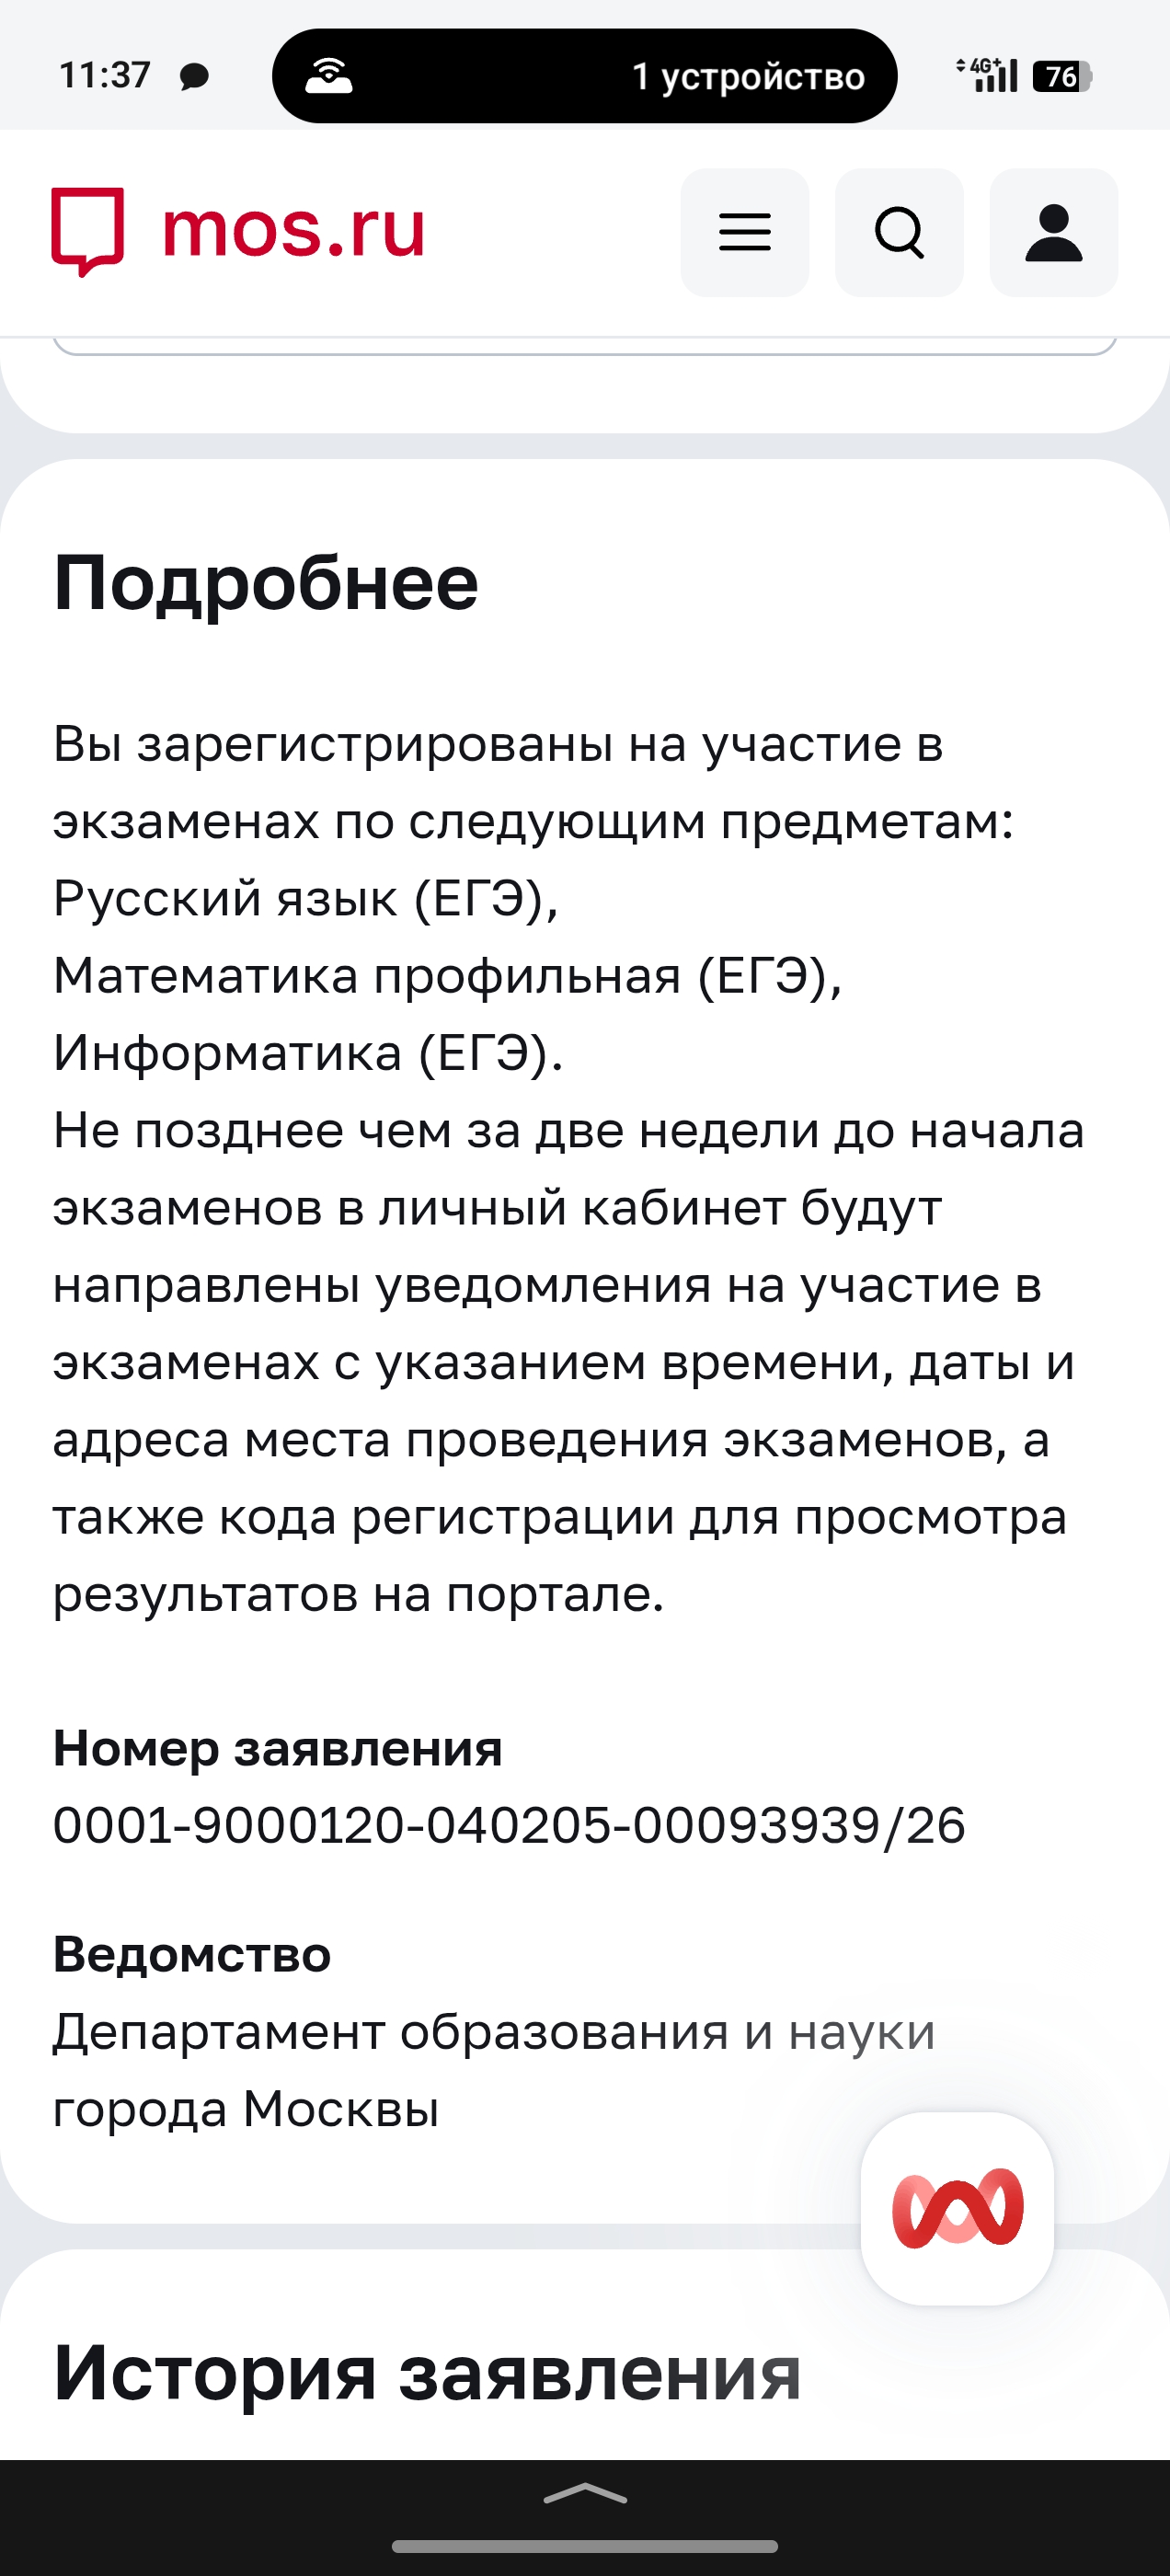 11:37
1 устройство
4G+
76
mos.ru
Подробнее
Вы зарегистрированы на участие в
экзаменах по следующим предметам:
Русский язык (ЕГЭ),
Математика профильная (ЕГЭ),
Информатика (ЕГЭ).
Не позднее чем за две недели до начала
экзаменов в личный кабинет будут
направлены уведомления на участие в
экзаменах с указанием времени, даты и
адреса места проведения экзаменов, а
также кода регистрации для просмотра
результатов на портале.
Номер заявления
0001-9000120-040205-00093939/26
Ведомство
Департамент образования и науки
города Москвы
История заявления